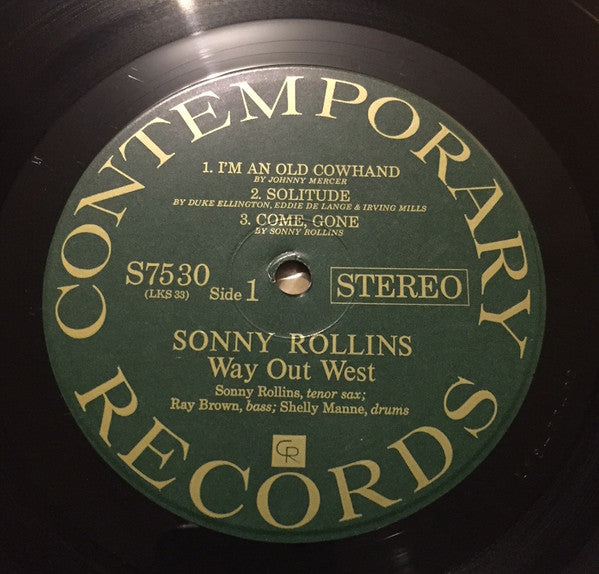 CONTEMPORARY
1. I'M AN OLD COWHAND
BY JOHNNY MERCER
2. SOLITUDE
BY DUKE ELLINGTON, EDDIE DE LANGE & IRVING MILLS
3. COME, GONE
BY SONNY ROLLINS
S7530
(LKS 33) Side 1
STEREO
SONNY ROLLINS
Way Out West
Sonny Rollins, tenor sax;
Ray Brown, bass; Shelly Manne, drums
CR
RECORDS